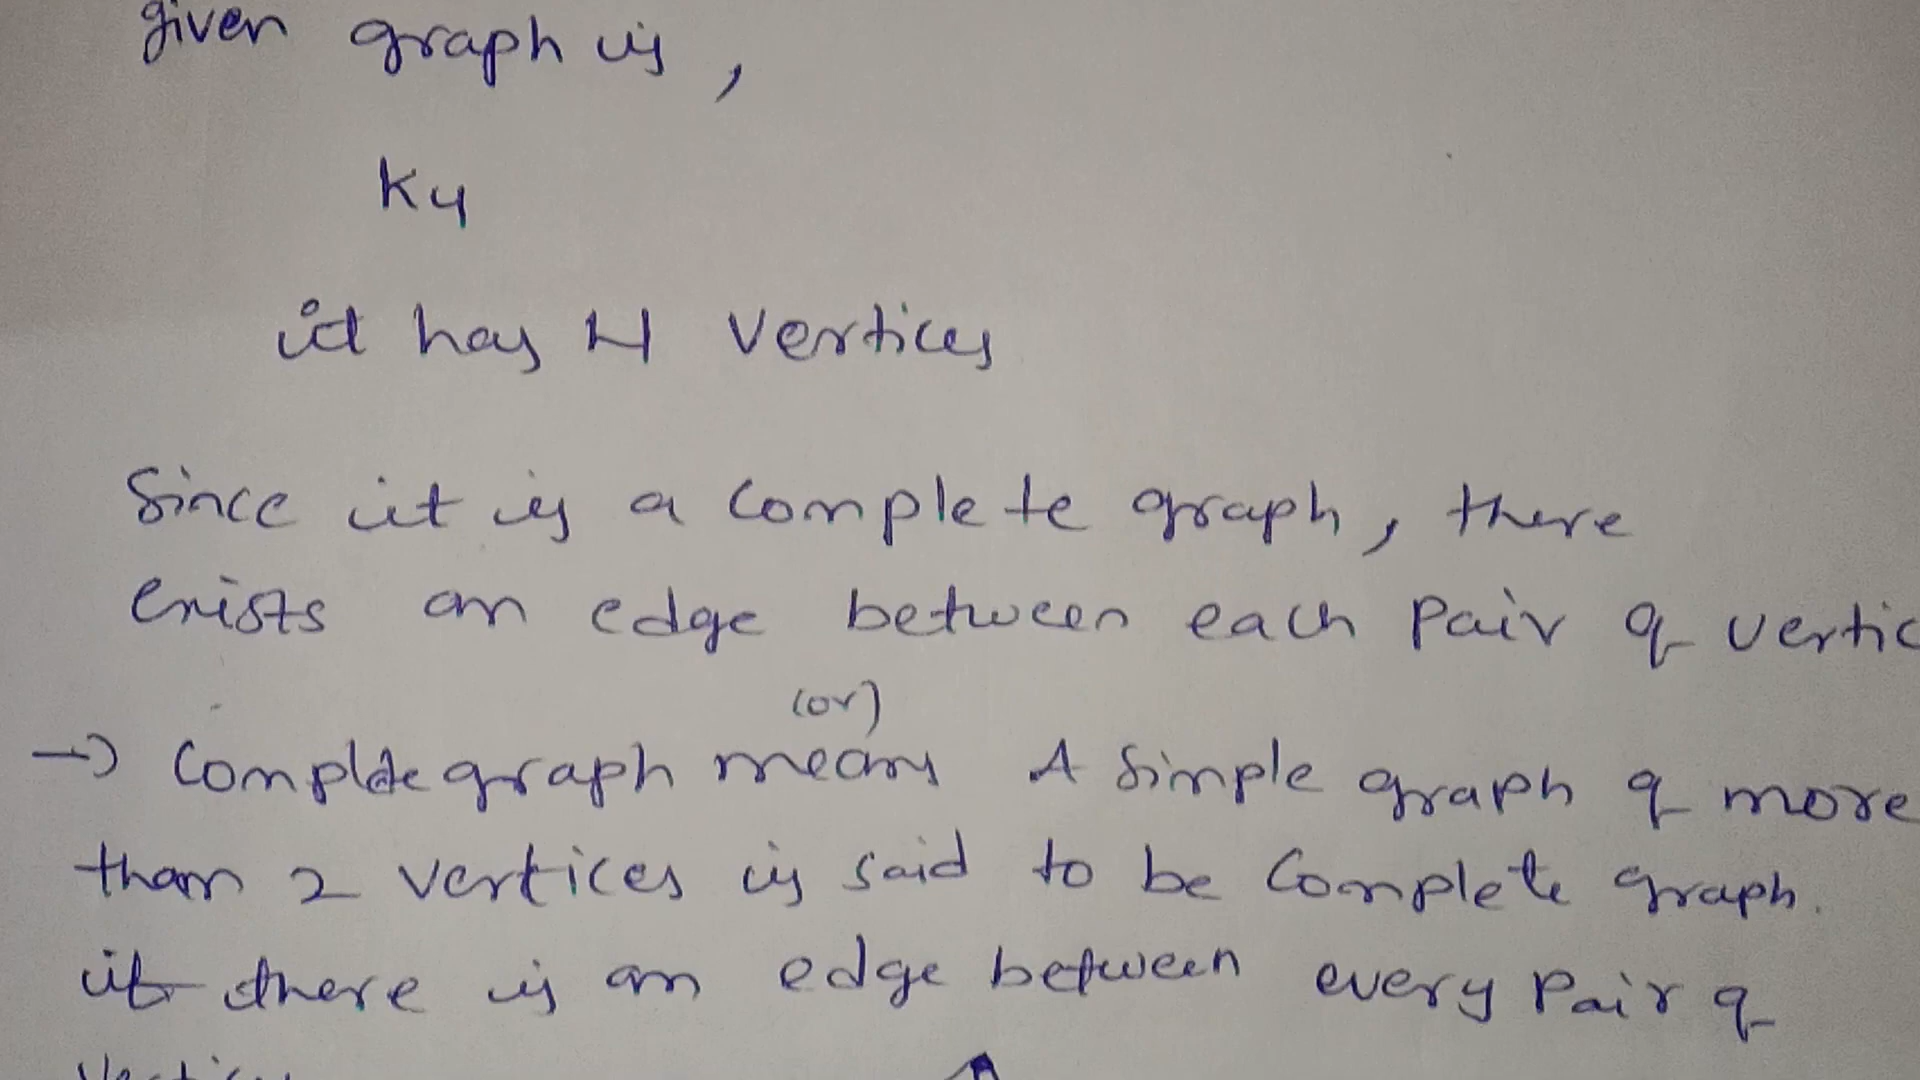 given graph is,
K4
it has 4 vertices
Since it is a complete graph, there
exists an edge between each pair of vertic
(or)
→ Complete graph means A simple graph of more
than 2 vertices is said to be complete graph.
if there is an edge between every pair of